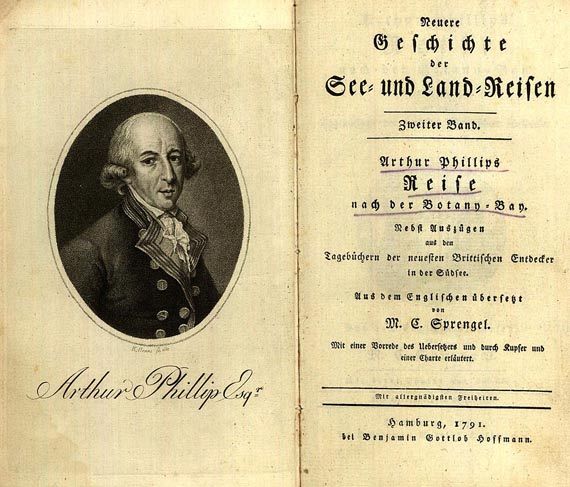 Arthur Phillip Esqr
Neuere
Geschichte
der
See- und Land-Reisen
Zweiter Band.
Arthur Phillips
Reise
nach der Botany-Bay.
Nebst Auszügen
aus den
Tagebüchern der neuesten Brittischen Entdecker
in der Südsee.
Aus dem Englischen übersetzt
von
M. C. Sprengel.
Mit einer Vorrede des Uebersetzers und durch Kupfer und
einer Charte erläutert.
Mit allergnädigsten Freiheiten.
Hamburg, 1791.
bei Benjamin Gottlob Hoffmann.